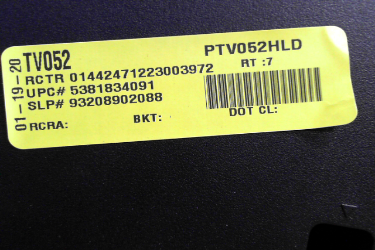 TV052 PTV052HLD
RCTR 01442471223003972 RT :7
UPC# 5381834091
SLP# 93208902088
RCRA: BKT: DOT CL:
01-19-20